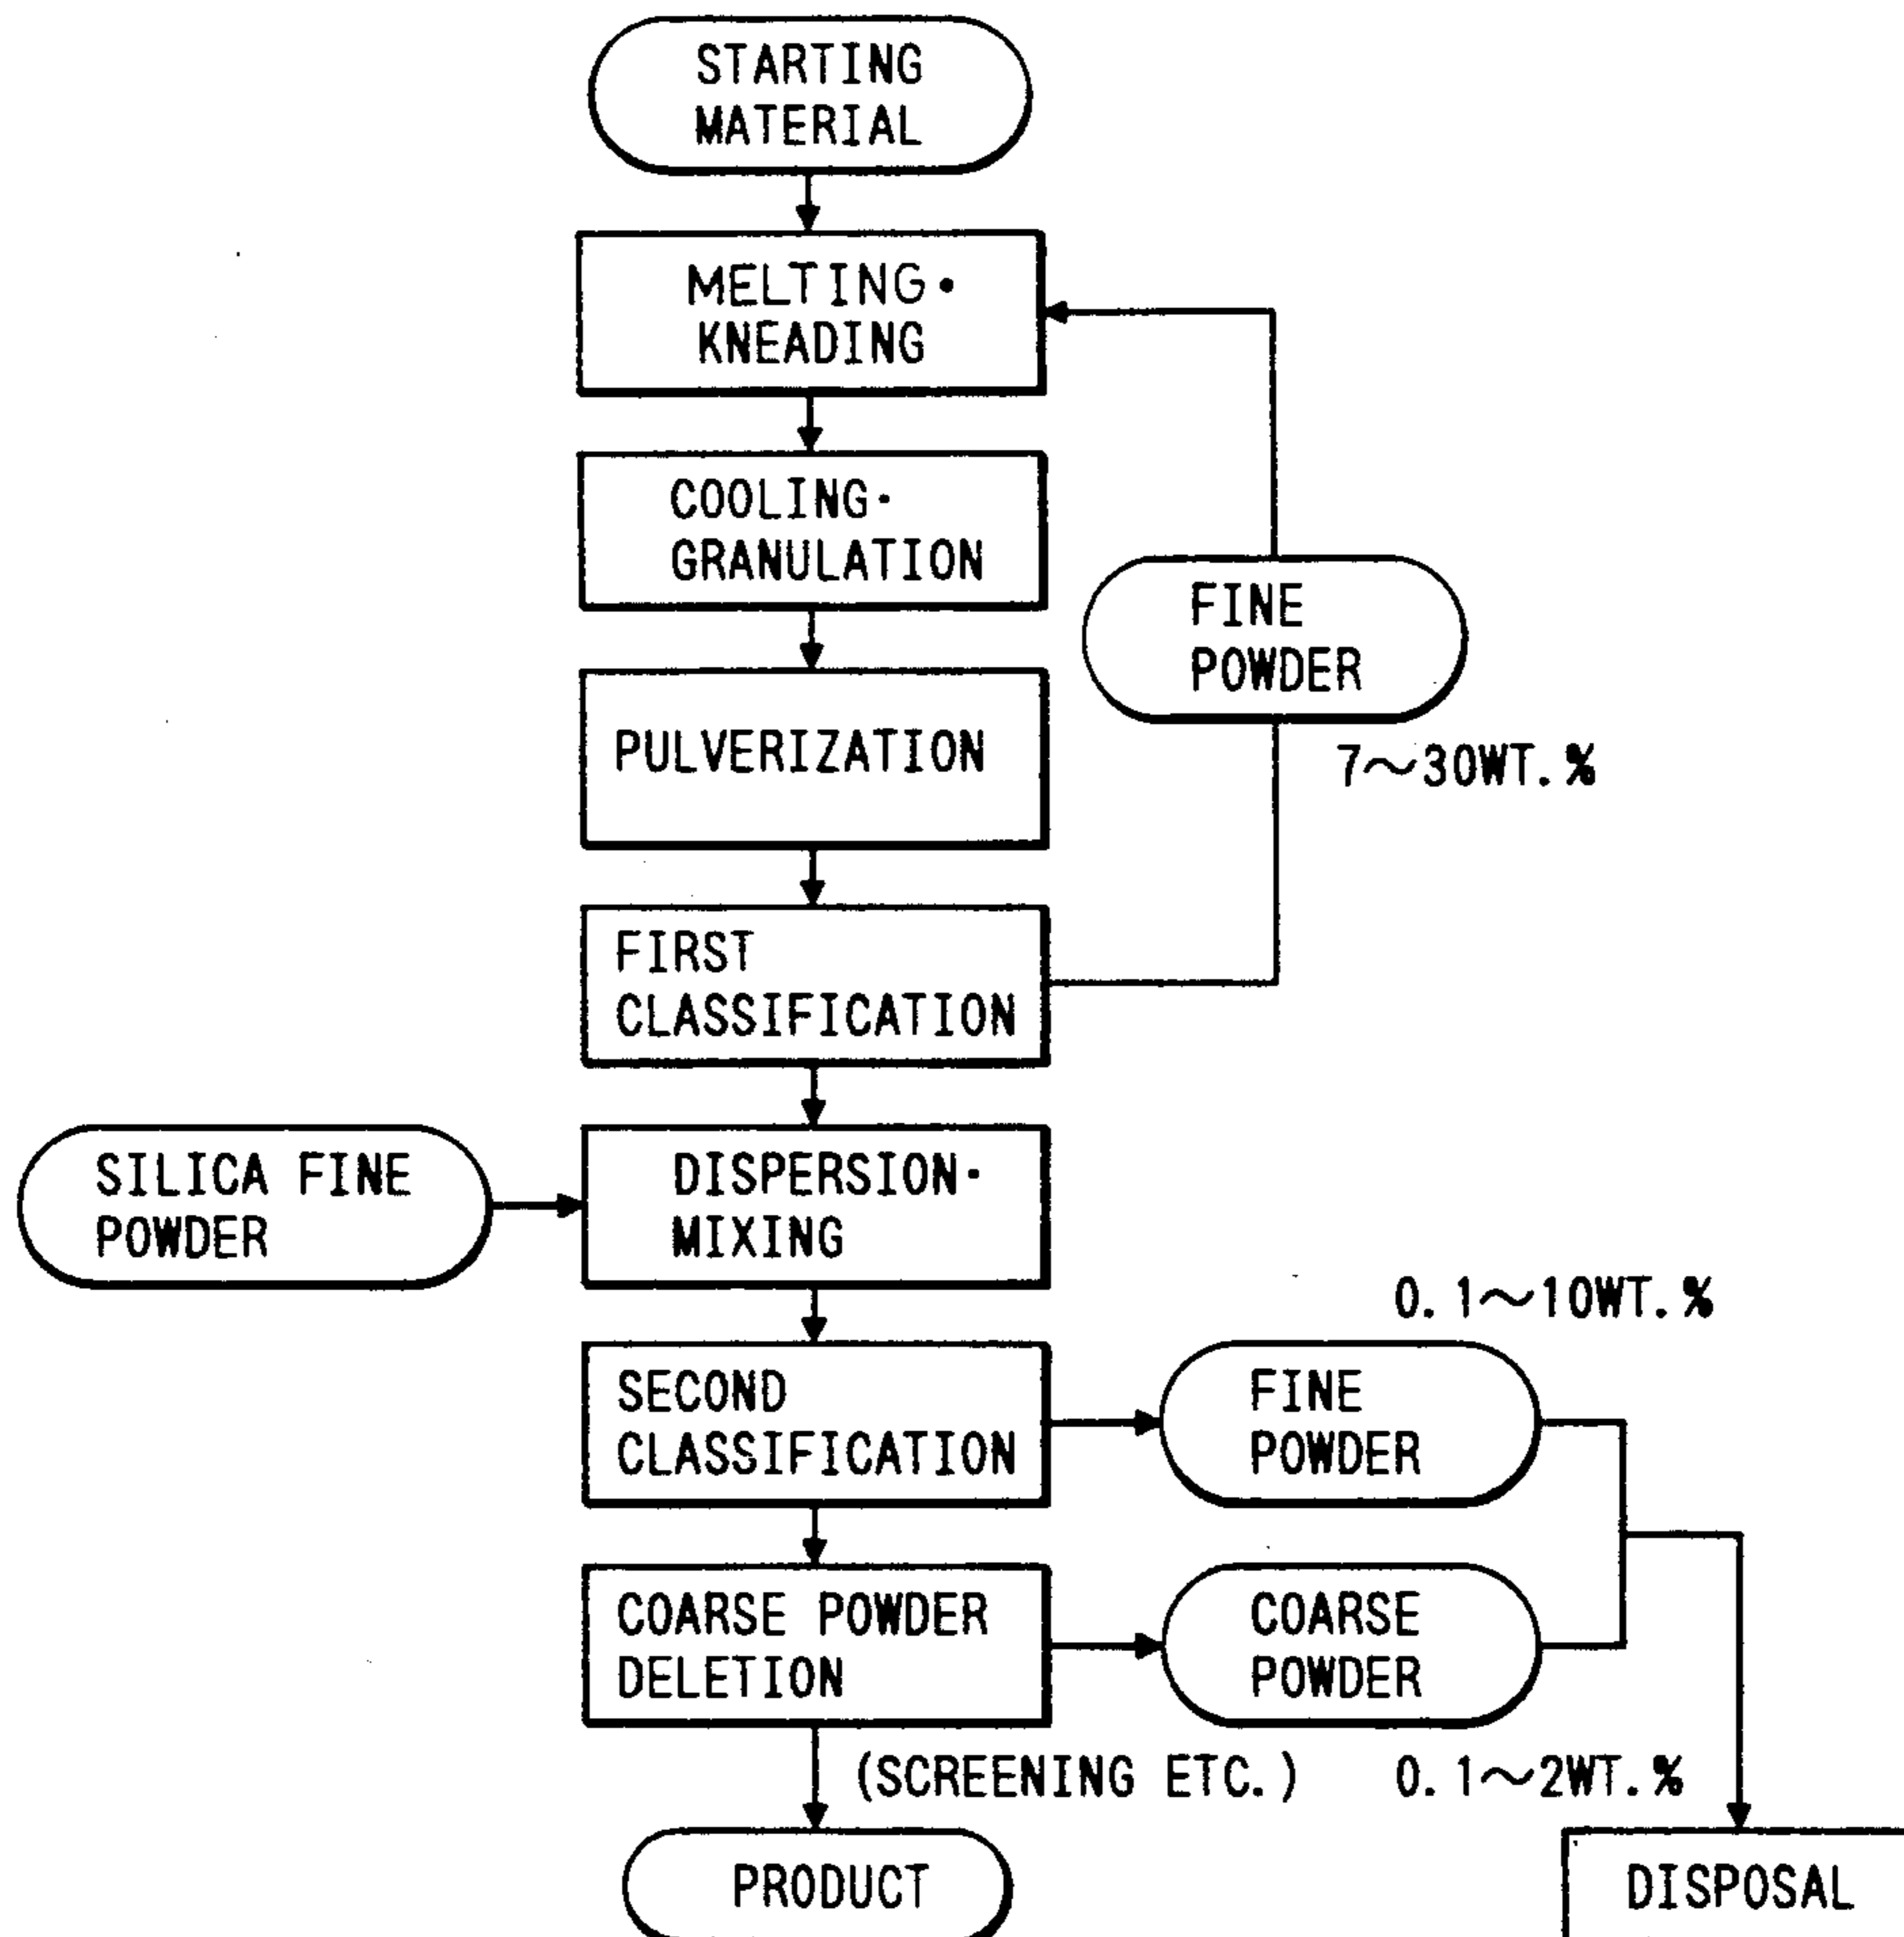 STARTING
MATERIAL
MELTING・
KNEADING
COOLING・
GRANULATION
FINE
POWDER
7～30WT.%
PULVERIZATION
FIRST
CLASSIFICATION
SILICA FINE
POWDER
DISPERSION・
MIXING
0.1～10WT.%
SECOND
CLASSIFICATION
FINE
POWDER
COARSE POWDER
DELETION
COARSE
POWDER
(SCREENING ETC.)
0.1～2WT.%
PRODUCT
DISPOSAL